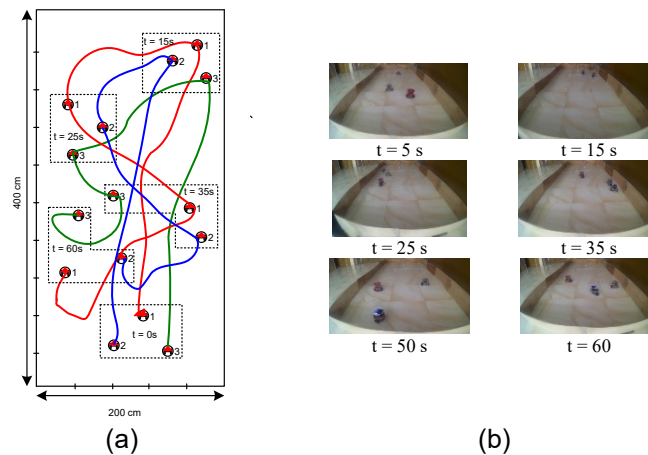 t = 15s
1
2
3
1
t = 25s
2
3
3
t = 35s
1
3
2
t = 60s
2
1
1
t = 0s
2
3
400 cm
200 cm
(a)
t = 5 s
t = 15 s
t = 25 s
t = 35 s
t = 50 s
t = 60
(b)